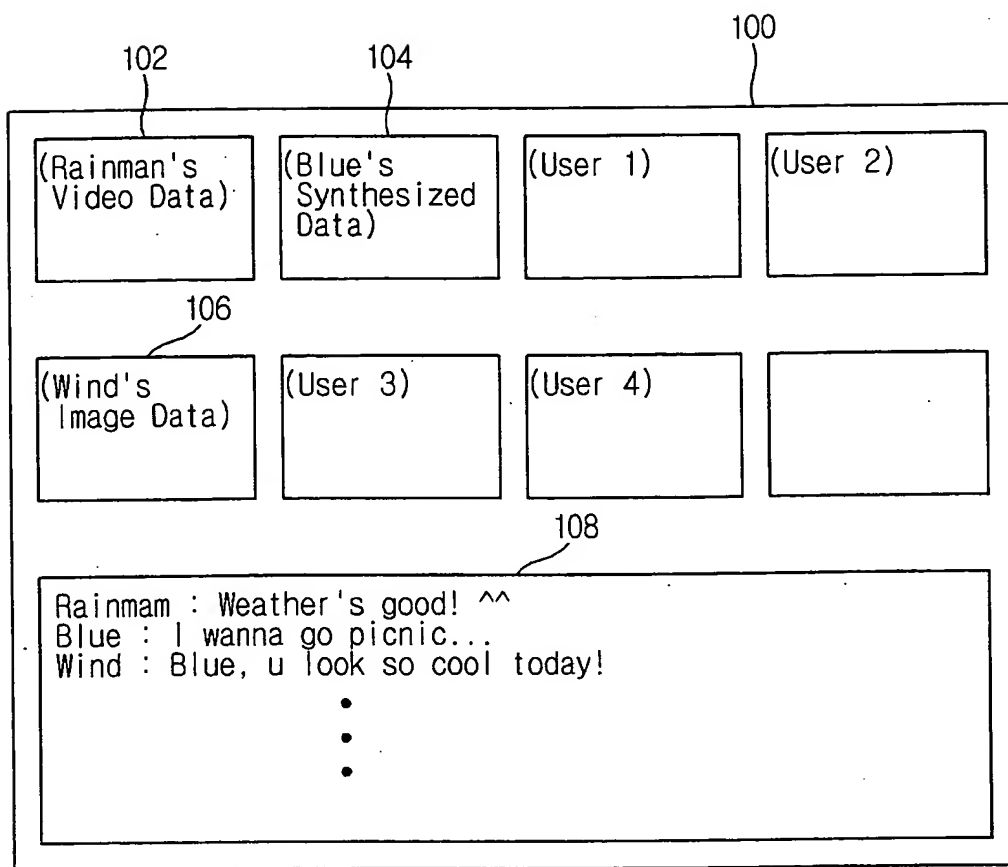 100
102
104
(Rainman's
Video Data)
(Blue's
Synthesized
Data)
(User 1)
(User 2)
106
(Wind's
Image Data)
(User 3)
(User 4)
108
Rainmam : Weather's good! ^^
Blue : I wanna go picnic...
Wind : Blue, u look so cool today!